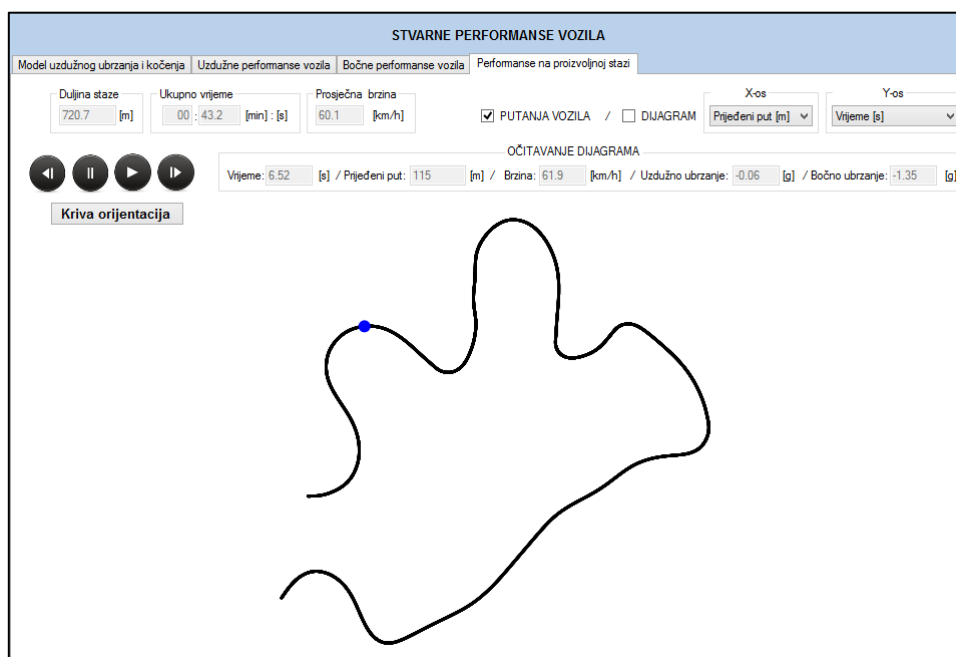 STVARNE PERFORMANSE VOZILA
Model uzdužnog ubrzanja i kočenja Uzdužne performanse vozila Bočne performanse vozila Performanse na proizvoljnoj stazi
Duljina staze Ukupno vrijeme Prosječna brzina X-os Y-os
720.7 [m] 00 : 43.2 [min] : [s] 60.1 [km/h] PUTANJA VOZILA / DIJAGRAM Prijeđeni put [m] Vrijeme [s]
OČITAVANJE DIJAGRAMA
Vrijeme: 6.52 [s] / Prijeđeni put: 115 [m] / Brzina: 61.9 [km/h] / Uzdužno ubrzanje: -0.06 [g] / Bočno ubrzanje: -1.35 [g]
Kriva orijentacija